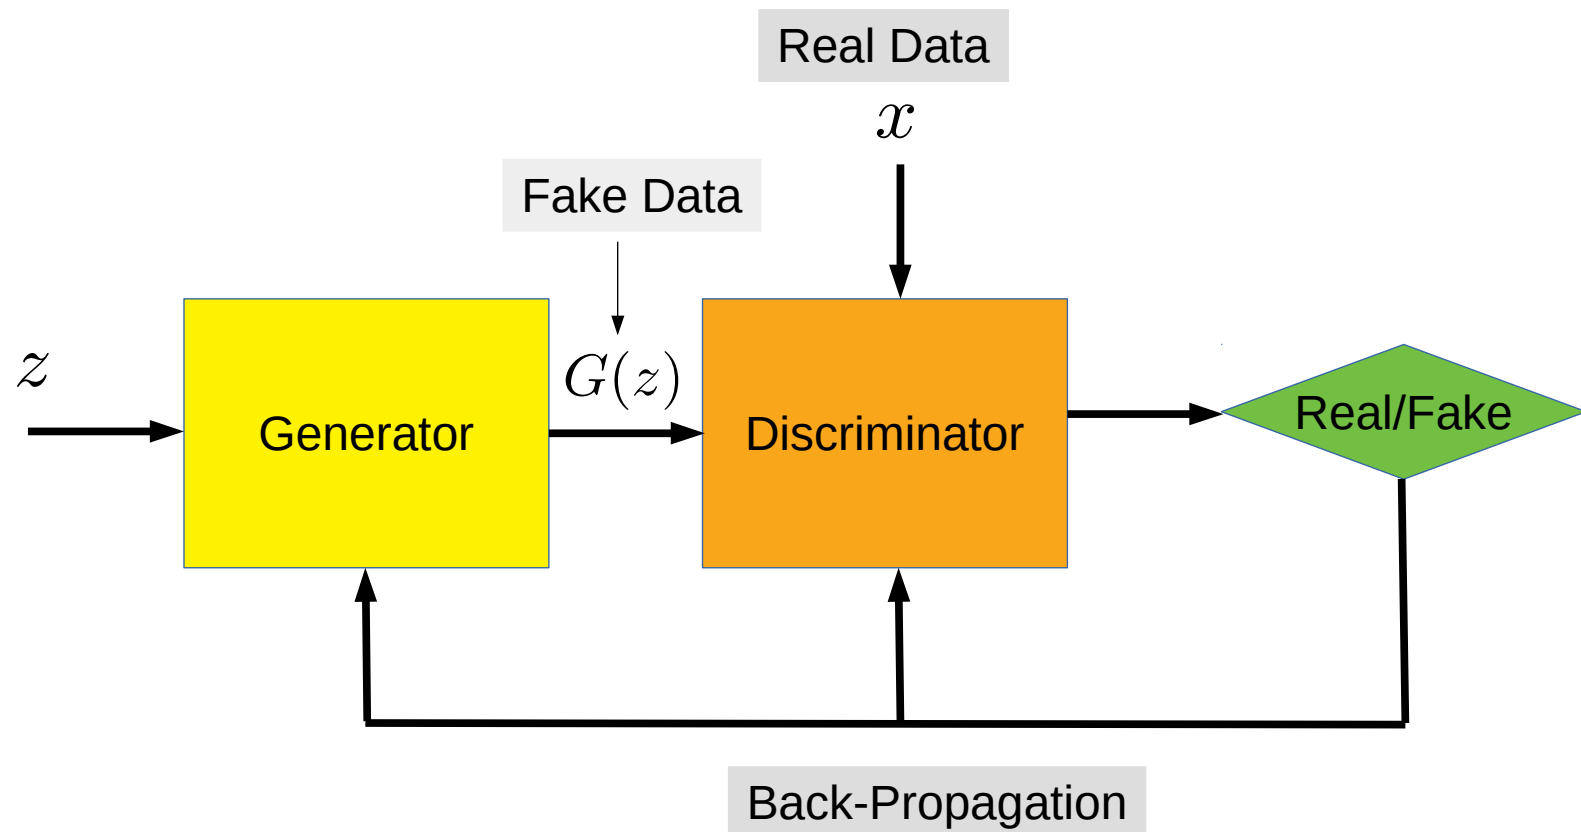 Real Data
x
Fake Data
z
G(z)
Generator
Discriminator
Real/Fake
Back-Propagation